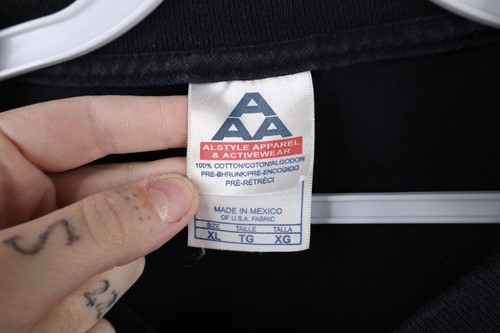 A
A A A
ALSTYLE APPAREL
& ACTIVEWEAR
100% COTTON/COTON/ALGODON
PRE-SHRUNK/PRE-ENCOGIDO
PRÉ-RÉTRÉCI
MADE IN MEXICO
OF U.S.A. FABRIC
SIZE TAILLE TALLA
XL TG XG